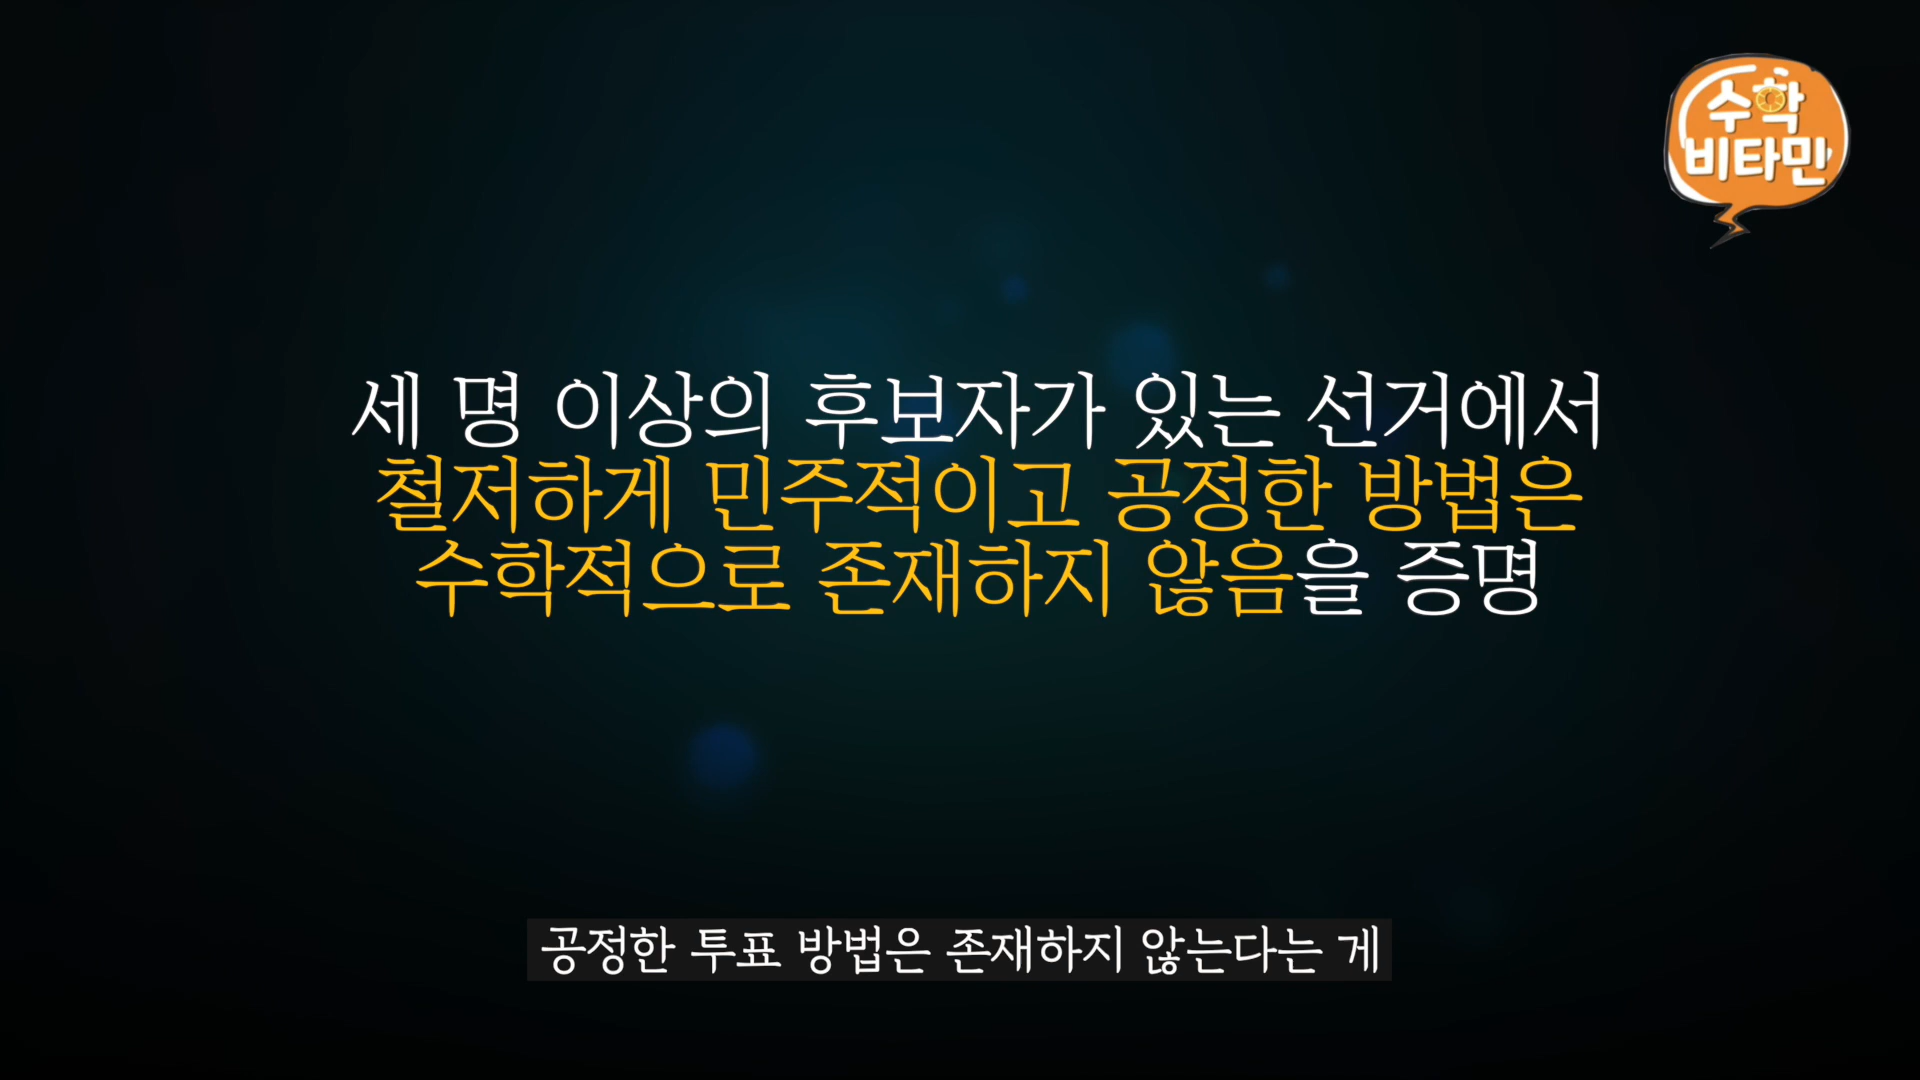 수학
비타민
세 명 이상의 후보자가 있는 선거에서
철저하게 민주적이고 공정한 방법은
수학적으로 존재하지 않음을 증명
공정한 투표 방법은 존재하지 않는다는 게